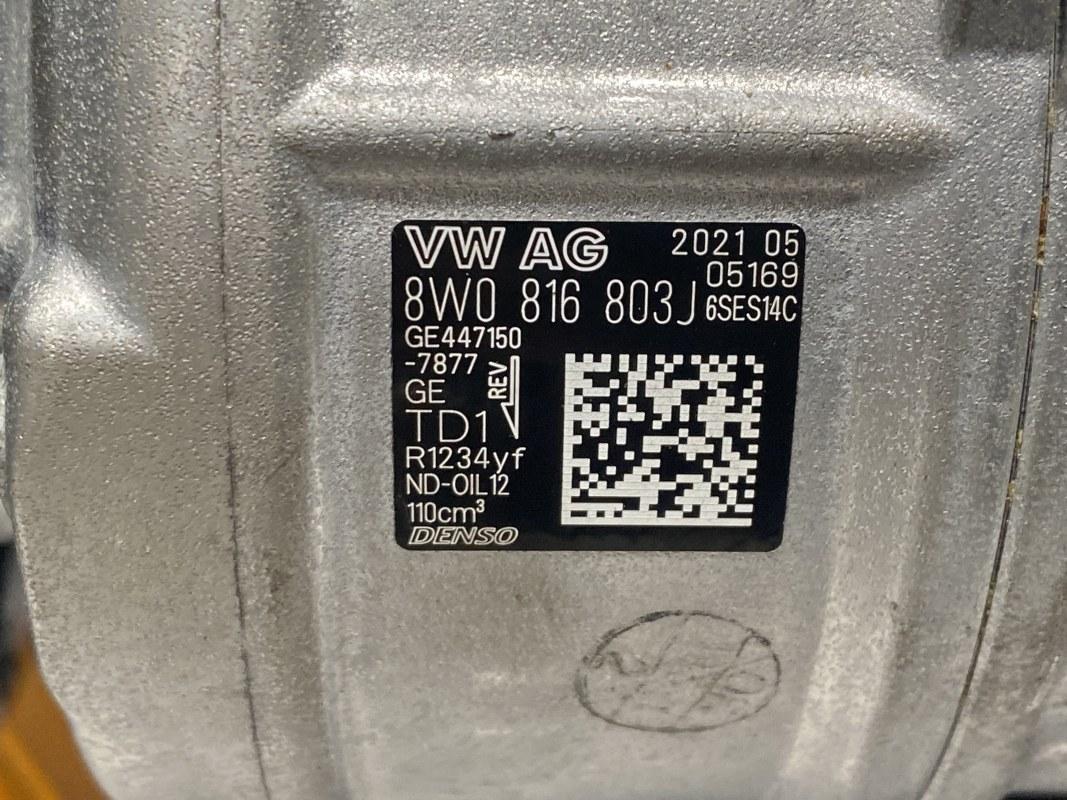 VW AG 2021 05
05169
8W0 816 803J 6SES14C
GE447150
-7877
REV
GE
TD1
R1234yf
ND-OIL12
110cm³
DENSO